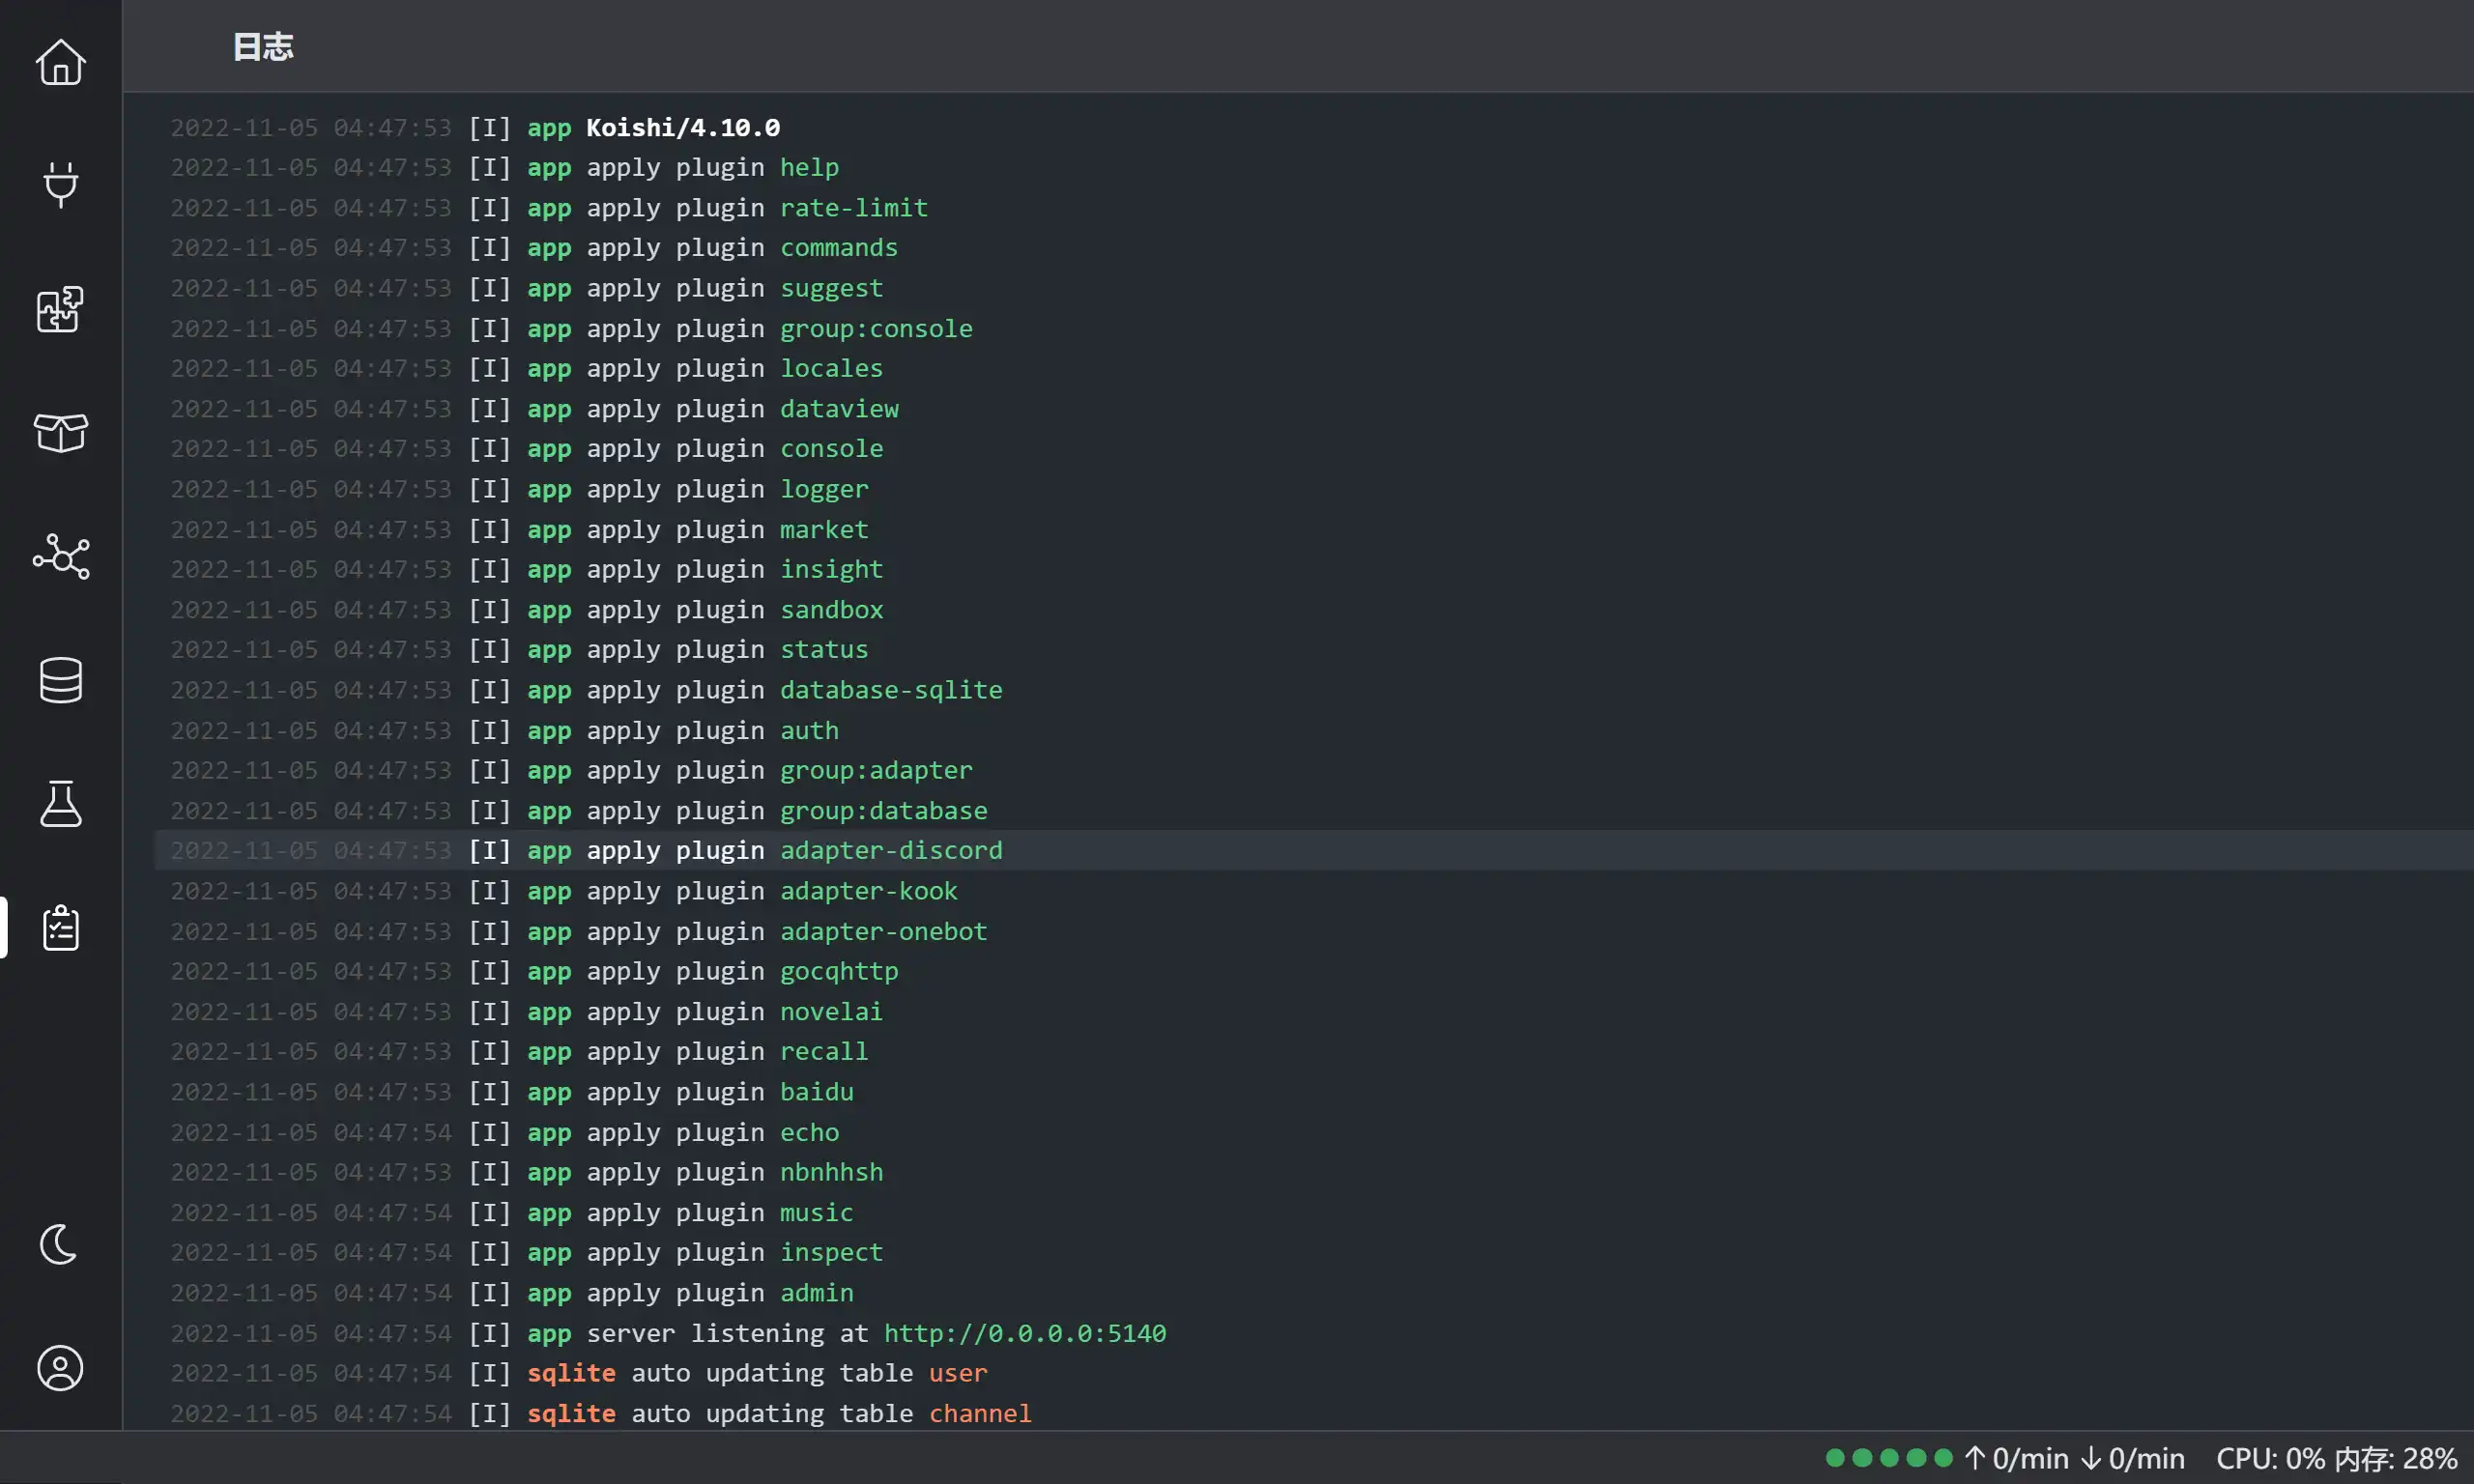 日志
2022-11-05 04:47:53 [I] app Koishi/4.10.0
2022-11-05 04:47:53 [I] app apply plugin help
2022-11-05 04:47:53 [I] app apply plugin rate-limit
2022-11-05 04:47:53 [I] app apply plugin commands
2022-11-05 04:47:53 [I] app apply plugin suggest
2022-11-05 04:47:53 [I] app apply plugin group:console
2022-11-05 04:47:53 [I] app apply plugin locales
2022-11-05 04:47:53 [I] app apply plugin dataview
2022-11-05 04:47:53 [I] app apply plugin console
2022-11-05 04:47:53 [I] app apply plugin logger
2022-11-05 04:47:53 [I] app apply plugin market
2022-11-05 04:47:53 [I] app apply plugin insight
2022-11-05 04:47:53 [I] app apply plugin sandbox
2022-11-05 04:47:53 [I] app apply plugin status
2022-11-05 04:47:53 [I] app apply plugin database-sqlite
2022-11-05 04:47:53 [I] app apply plugin auth
2022-11-05 04:47:53 [I] app apply plugin group:adapter
2022-11-05 04:47:53 [I] app apply plugin group:database
2022-11-05 04:47:53 [I] app apply plugin adapter-discord
2022-11-05 04:47:53 [I] app apply plugin adapter-kook
2022-11-05 04:47:53 [I] app apply plugin adapter-onebot
2022-11-05 04:47:53 [I] app apply plugin gocqhttp
2022-11-05 04:47:53 [I] app apply plugin novelai
2022-11-05 04:47:53 [I] app apply plugin recall
2022-11-05 04:47:53 [I] app apply plugin baidu
2022-11-05 04:47:54 [I] app apply plugin echo
2022-11-05 04:47:53 [I] app apply plugin nbnhhsh
2022-11-05 04:47:54 [I] app apply plugin music
2022-11-05 04:47:54 [I] app apply plugin inspect
2022-11-05 04:47:54 [I] app apply plugin admin
2022-11-05 04:47:54 [I] app server listening at http://0.0.0.0:5140
2022-11-05 04:47:54 [I] sqlite auto updating table user
2022-11-05 04:47:54 [I] sqlite auto updating table channel
↑0/min ↓0/min CPU: 0% 内存: 28%